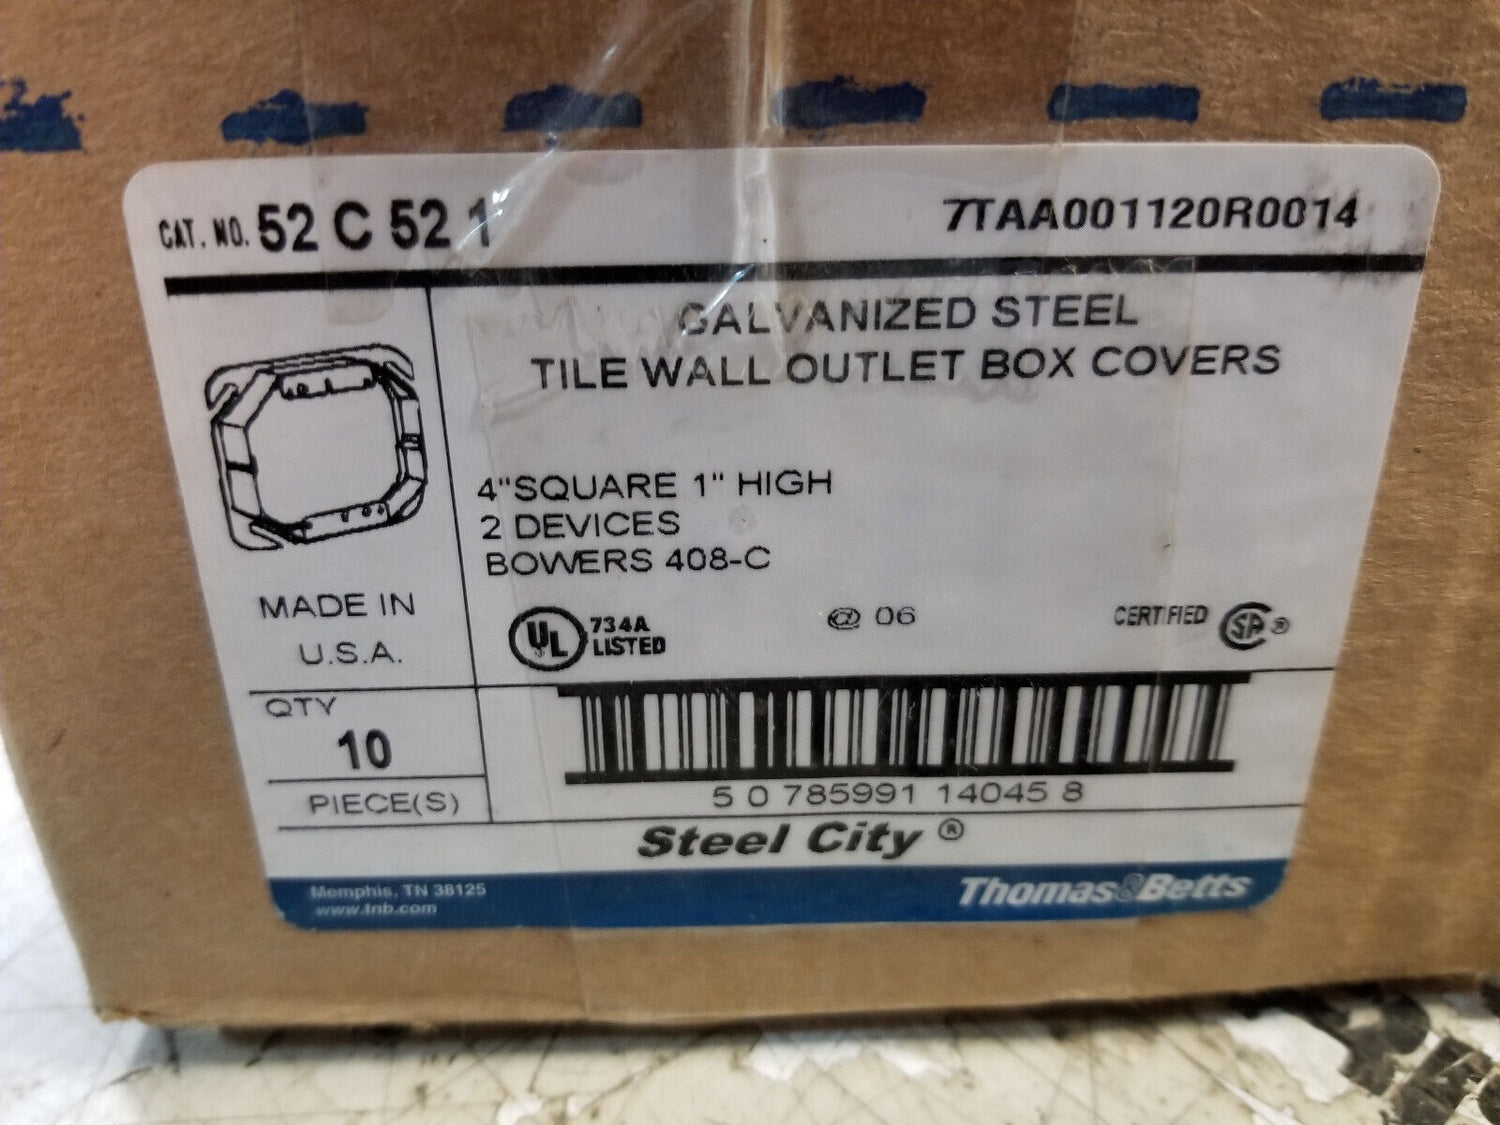 CAT. NO. 52 C 52 1
7TAA001120R0014
GALVANIZED STEEL
TILE WALL OUTLET BOX COVERS
4"SQUARE 1" HIGH
2 DEVICES
BOWERS 408-C
MADE IN
U.S.A.
UL 734A
LISTED
@ 06
CERTIFIED SA ®
QTY
10
PIECE(S)
5 0 785991 14045 8
Steel City ®
Memphis, TN 38125
www.tnb.com
Thomas&Betts